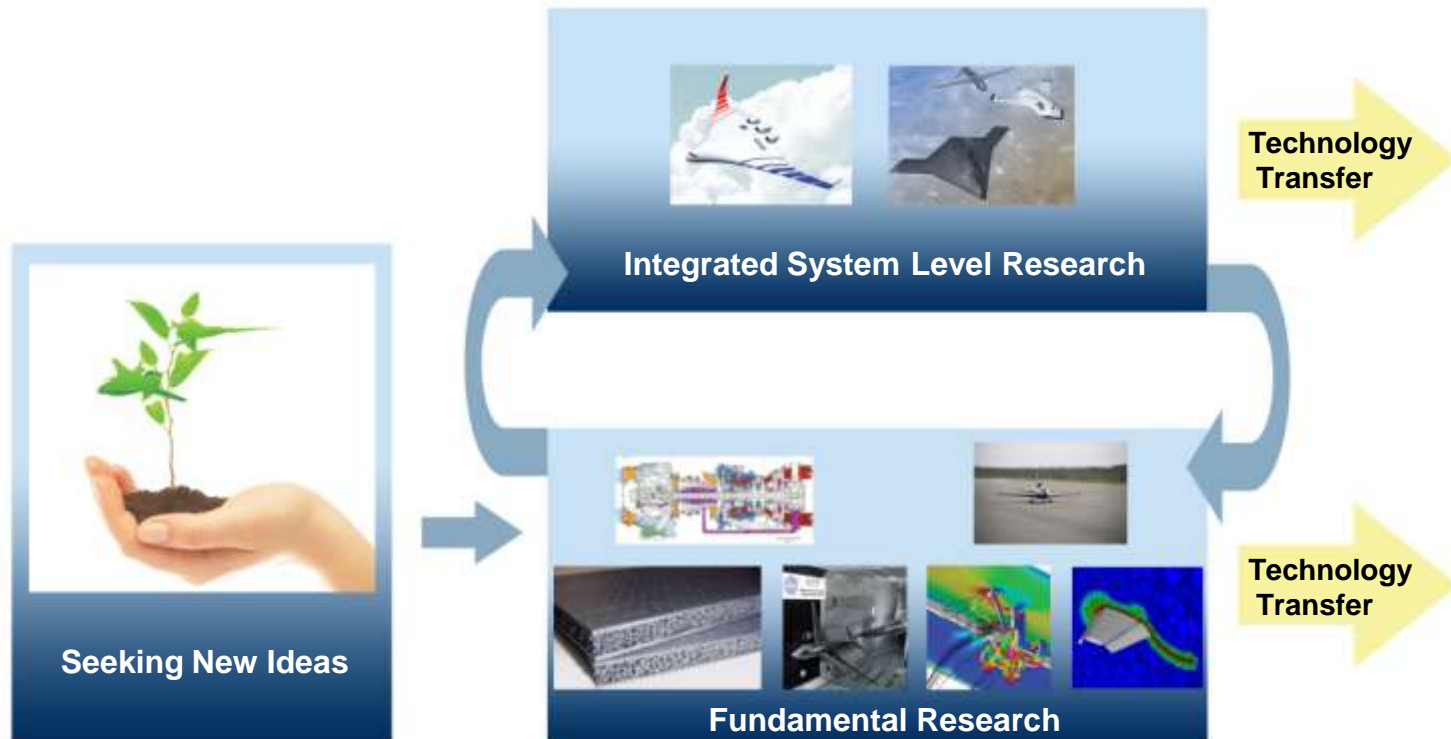 Integrated System Level Research
Technology
Transfer
Seeking New Ideas
Fundamental Research
Technology
Transfer